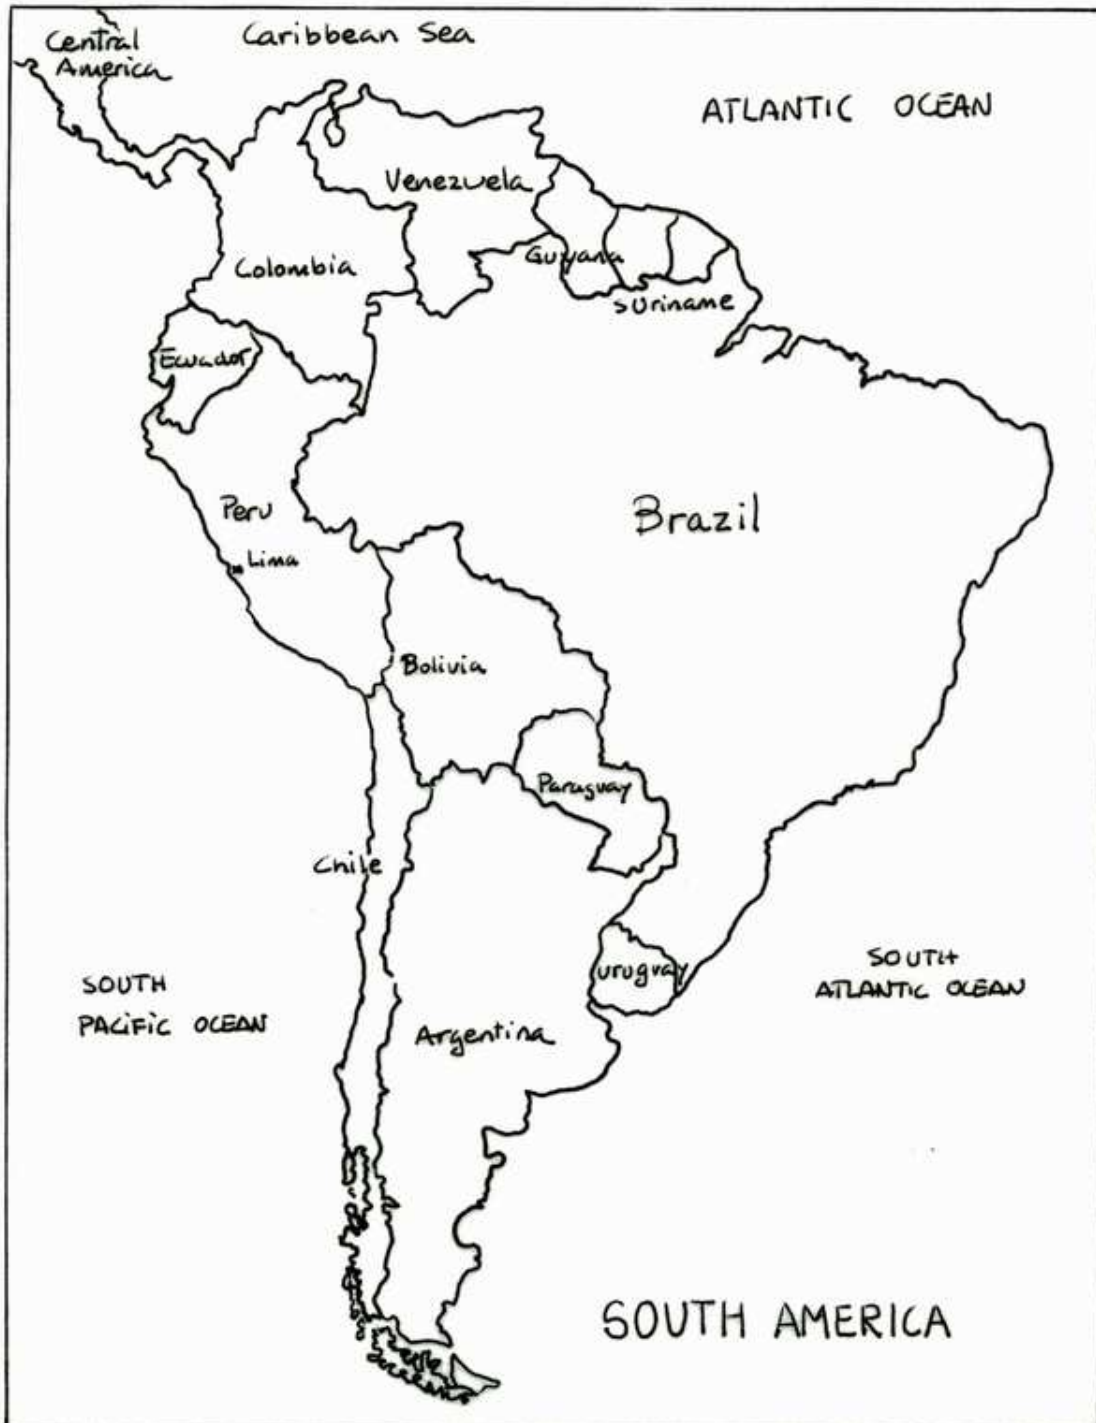 Central
America
Caribbean Sea
ATLANTIC OCEAN
Venezuela
Colombia
Guyana
Suriname
Ecuador
Peru
Lima
Brazil
Bolivia
Paraguay
Chile
Uruguay
SOUTH
PACIFIC OCEAN
SOUTH
ATLANTIC OCEAN
Argentina
SOUTH AMERICA